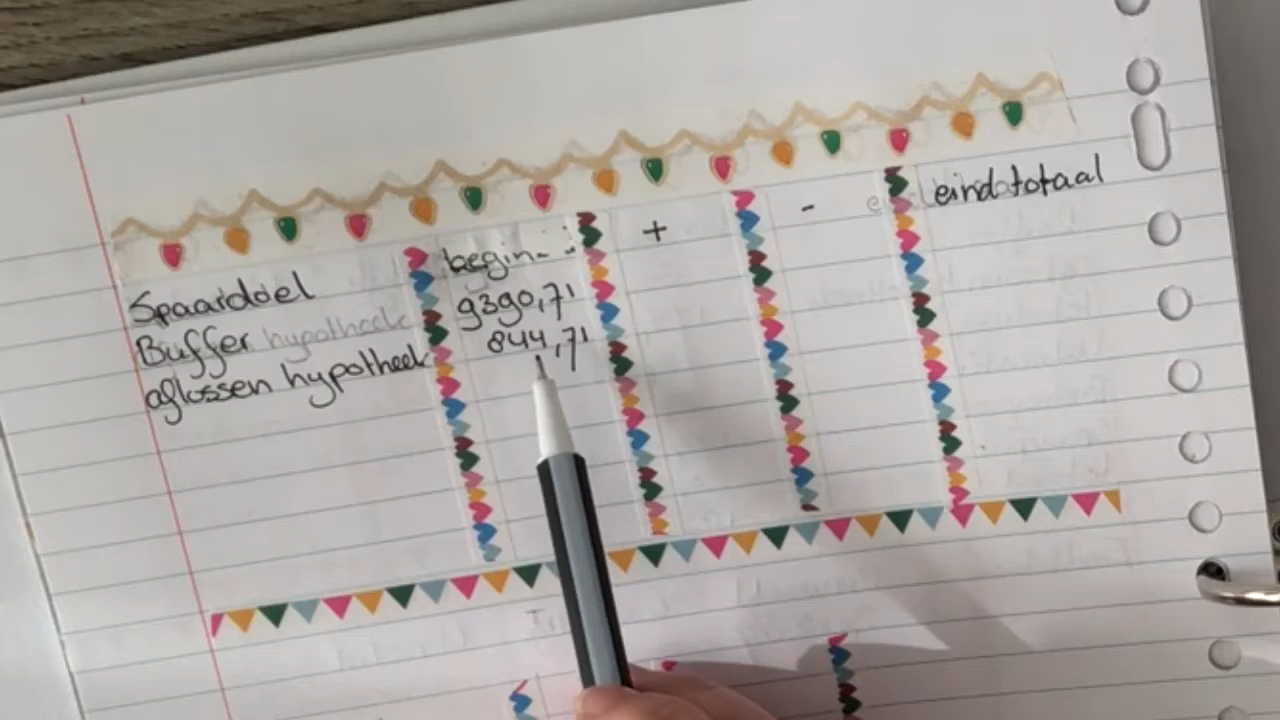 Spaardoel begin- + - eindtotaal
Buffer hypotheek 9390,71
aflossen hypotheek 844,71